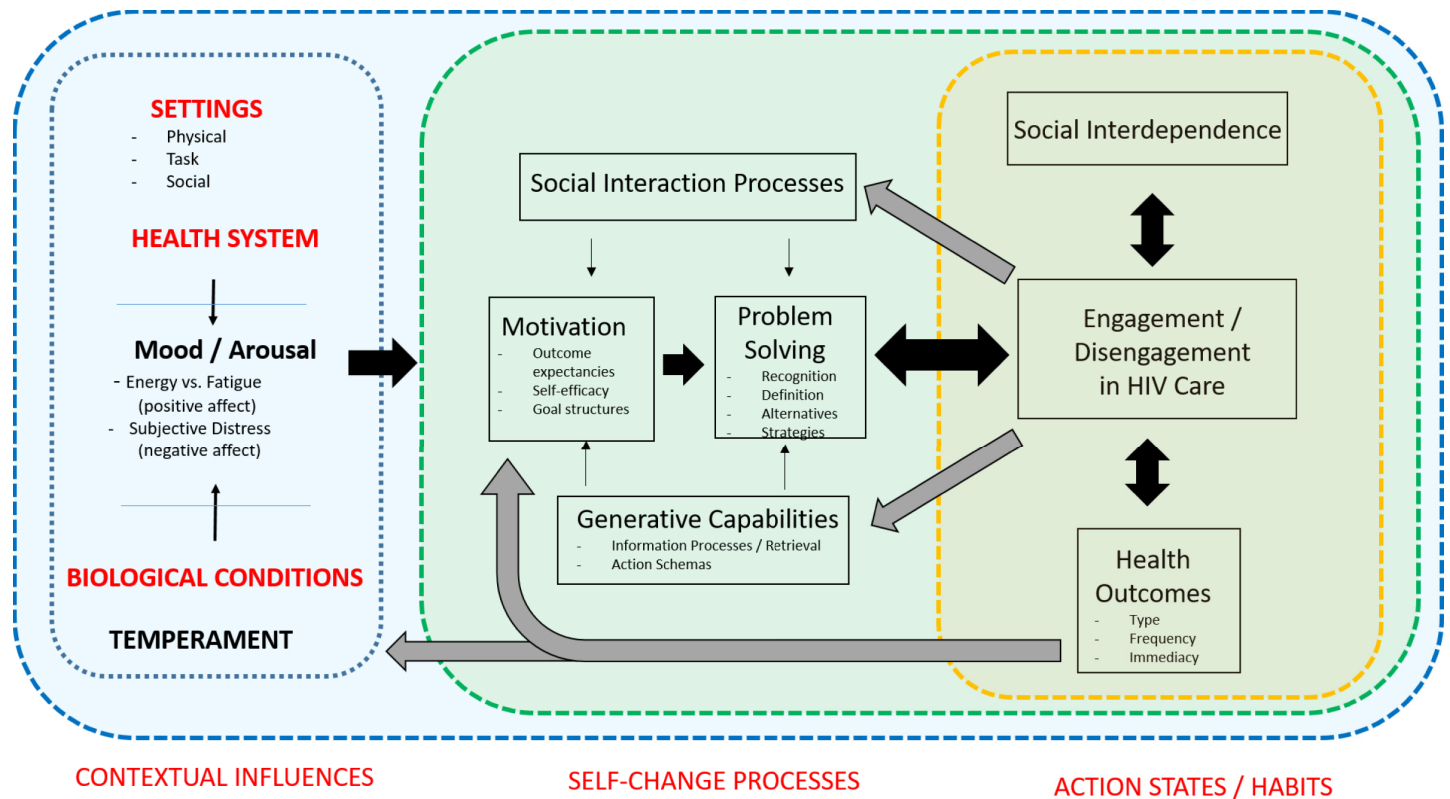 SETTINGS
- Physical
- Task
- Social
HEALTH SYSTEM
Mood / Arousal
- Energy vs. Fatigue
(positive affect)
- Subjective Distress
(negative affect)
BIOLOGICAL CONDITIONS
TEMPERAMENT
Social Interaction Processes
Motivation
- Outcome
expectancies
- Self-efficacy
- Goal structures
Problem
Solving
- Recognition
- Definition
- Alternatives
- Strategies
Generative Capabilities
- Information Processes / Retrieval
- Action Schemas
Social Interdependence
Engagement /
Disengagement
in HIV Care
Health
Outcomes
- Type
- Frequency
- Immediacy
CONTEXTUAL INFLUENCES
SELF-CHANGE PROCESSES
ACTION STATES / HABITS